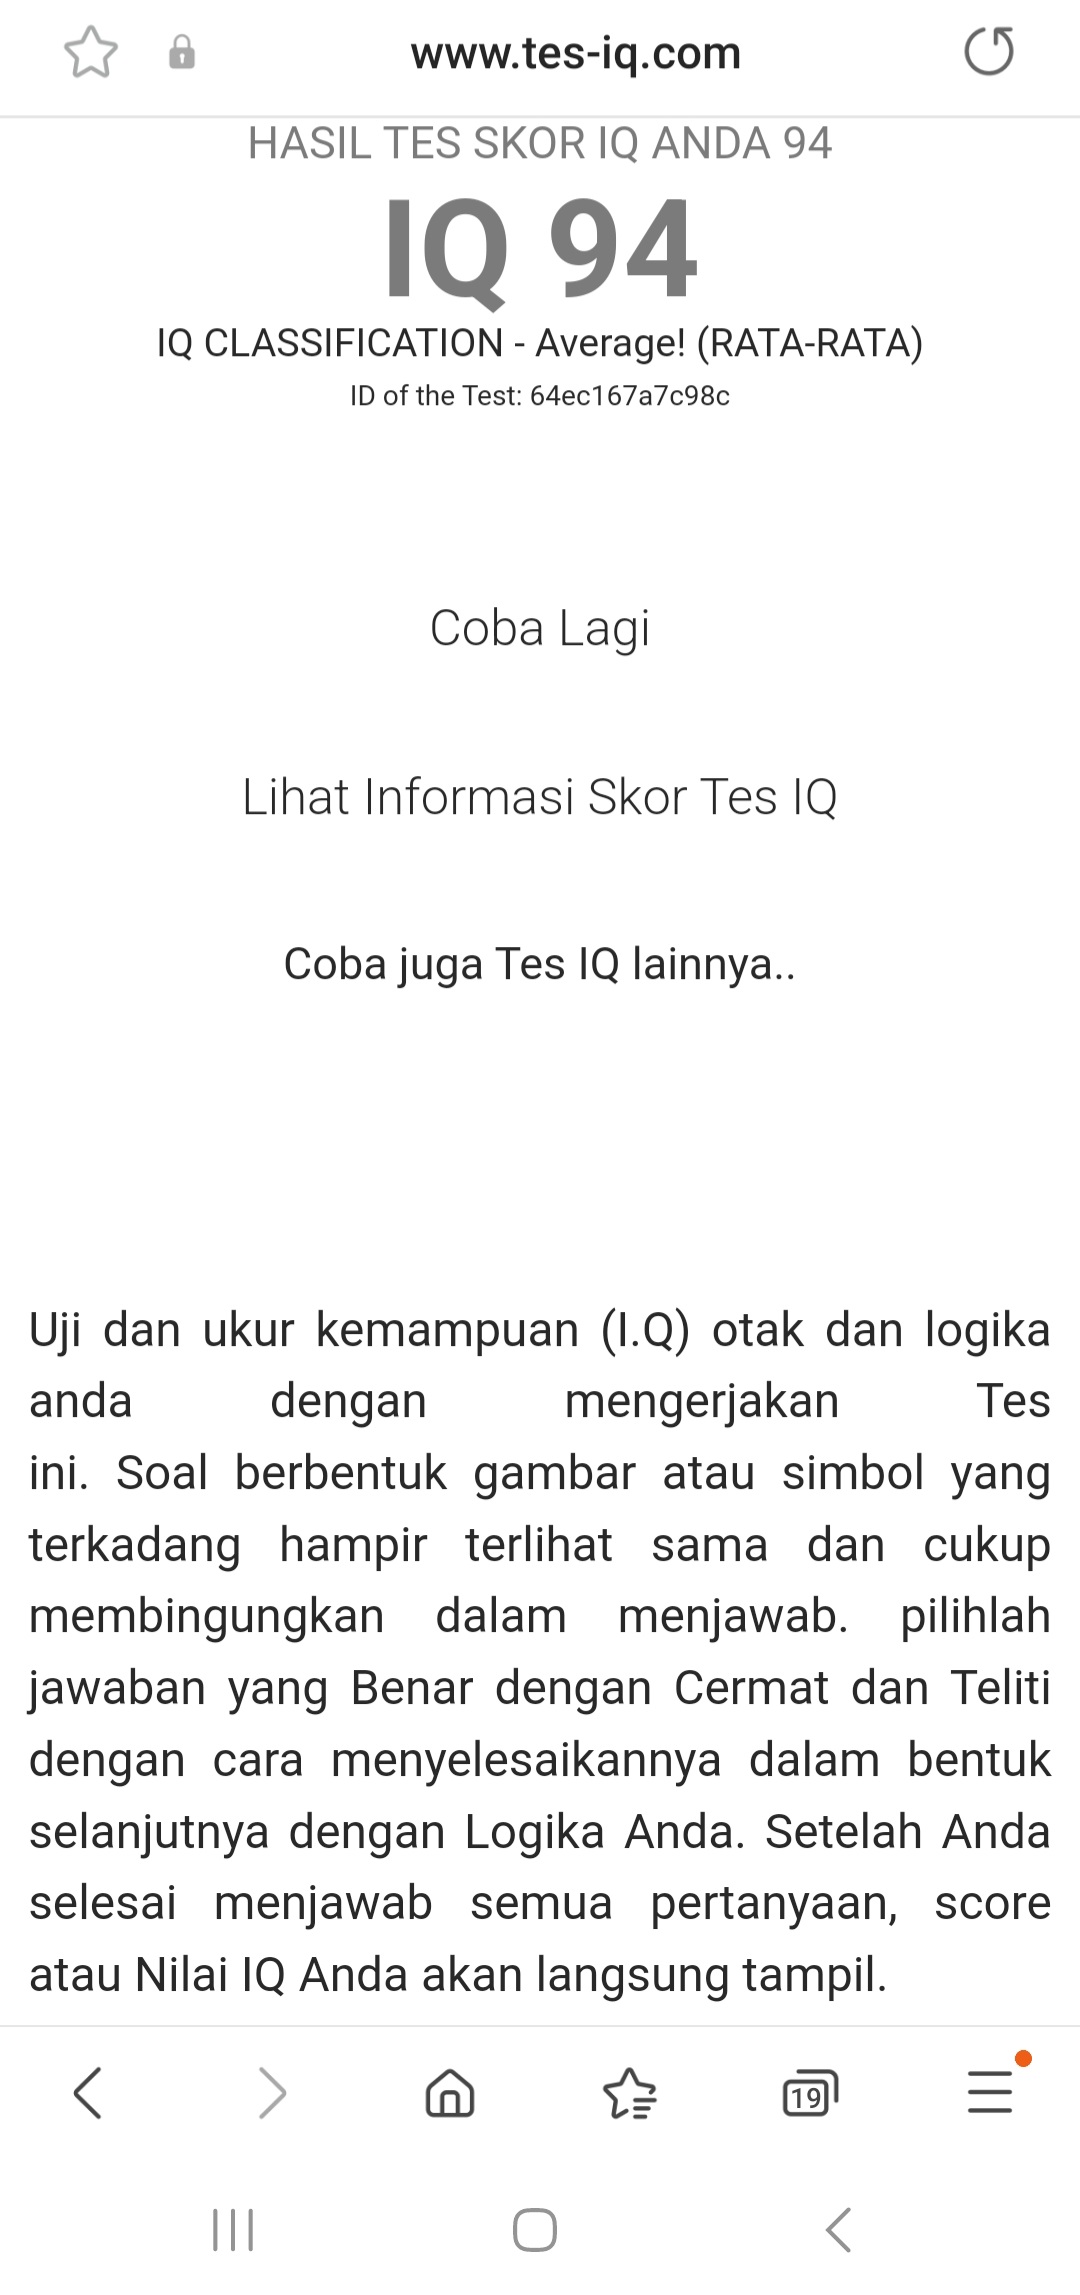 www.tes-iq.com
HASIL TES SKOR IQ ANDA 94
IQ 94
IQ CLASSIFICATION - Average! (RATA-RATA)
ID of the Test: 64ec167a7c98c
Coba Lagi
Lihat Informasi Skor Tes IQ
Coba juga Tes IQ lainnya..
Uji dan ukur kemampuan (I.Q) otak dan logika
anda dengan mengerjakan Tes
ini. Soal berbentuk gambar atau simbol yang
terkadang hampir terlihat sama dan cukup
membingungkan dalam menjawab. pilihlah
jawaban yang Benar dengan Cermat dan Teliti
dengan cara menyelesaikannya dalam bentuk
selanjutnya dengan Logika Anda. Setelah Anda
selesai menjawab semua pertanyaan, score
atau Nilai IQ Anda akan langsung tampil.
19